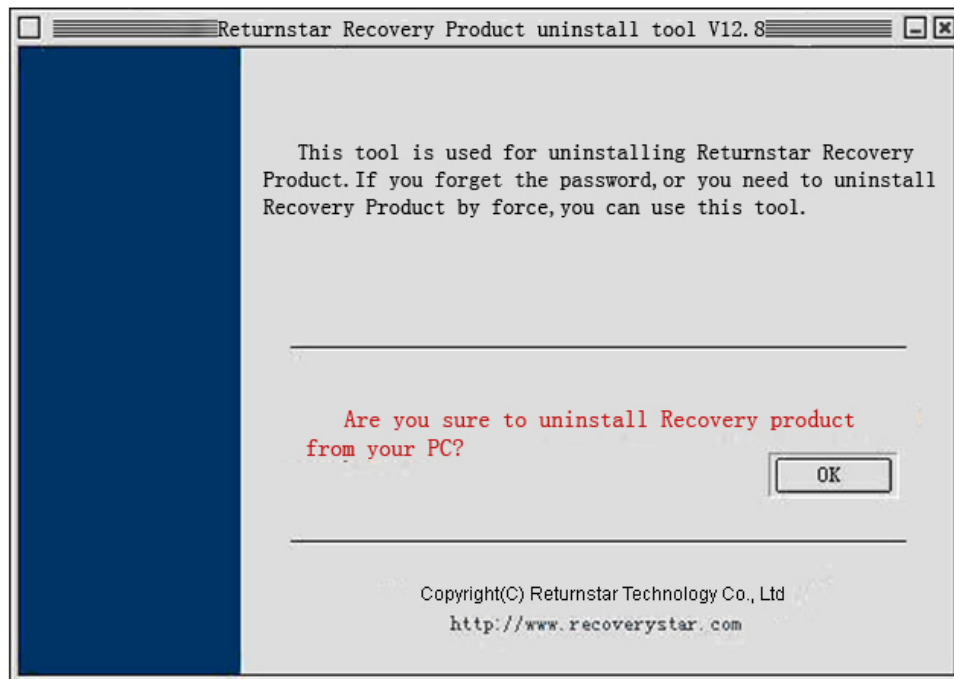 Returnstar Recovery Product uninstall tool V12.8
This tool is used for uninstalling Returnstar Recovery
Product.If you forget the password,or you need to uninstall
Recovery Product by force,you can use this tool.
Are you sure to uninstall Recovery product
from your PC?
OK
Copyright(C) Returnstar Technology Co., Ltd
http://www.recoverystar.com